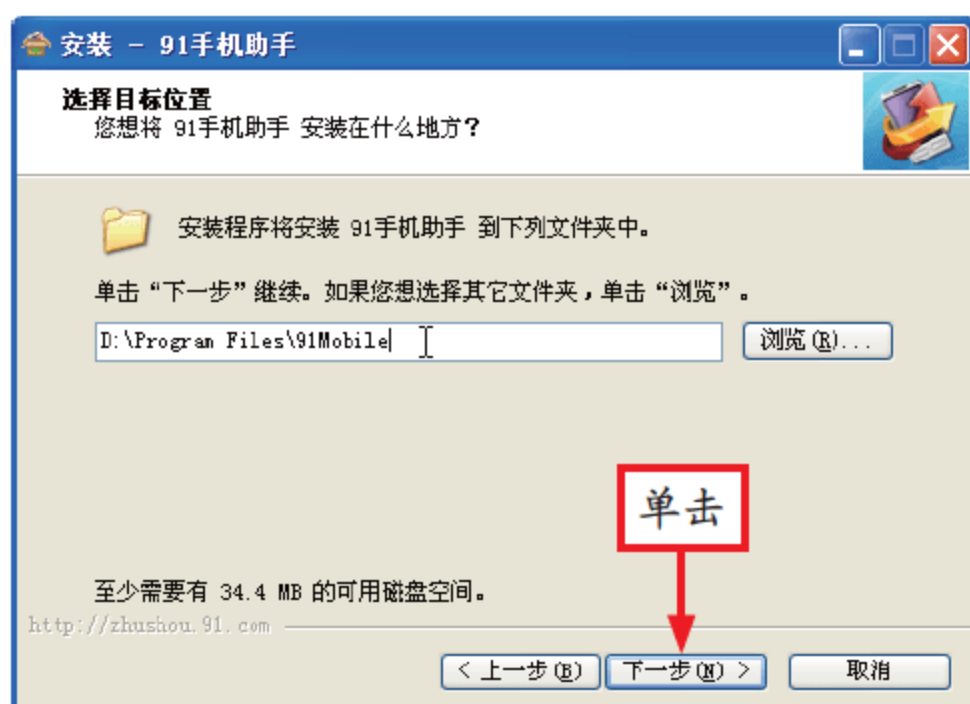 安装 - 91手机助手
选择目标位置
您想将 91手机助手 安装在什么地方?
安装程序将安装 91手机助手 到下列文件夹中。
单击“下一步”继续。如果您想选择其它文件夹,单击“浏览”。
D:\Program Files\91Mobile
浏览(R)...
单击
至少需要有 34.4 MB 的可用磁盘空间。
http://zhushou.91.com
< 上一步(B) 下一步(N) > 取消